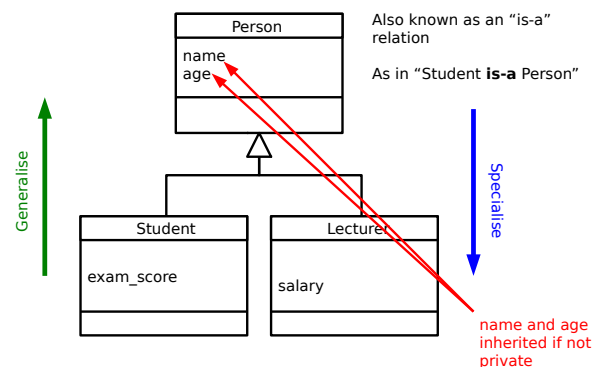 Person
name
age
Also known as an “is-a”
relation
As in “Student is-a Person”
Generalise
Specialise
Student
exam_score
Lecturer
salary
name and age
inherited if not
private